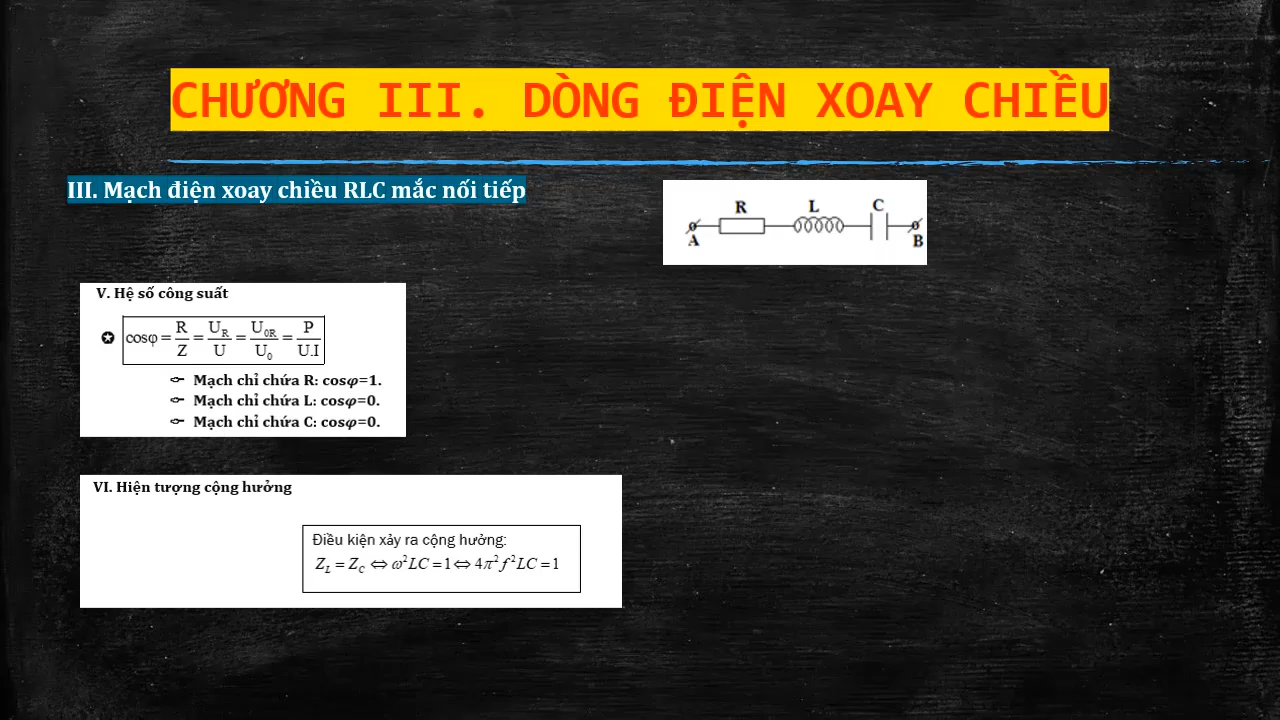 CHƯƠNG III. DÒNG ĐIỆN XOAY CHIỀU
III. Mạch điện xoay chiều RLC mắc nối tiếp
R L C
A B
V. Hệ số công suất
✪ cosφ = R/Z = U_R/U = U_0R/U_0 = P/U.I
Mạch chỉ chứa R: cosφ=1.
Mạch chỉ chứa L: cosφ=0.
Mạch chỉ chứa C: cosφ=0.
VI. Hiện tượng cộng hưởng
Điều kiện xảy ra cộng hưởng:
Z_L = Z_C ⇔ ω²LC = 1 ⇔ 4π²f²LC = 1